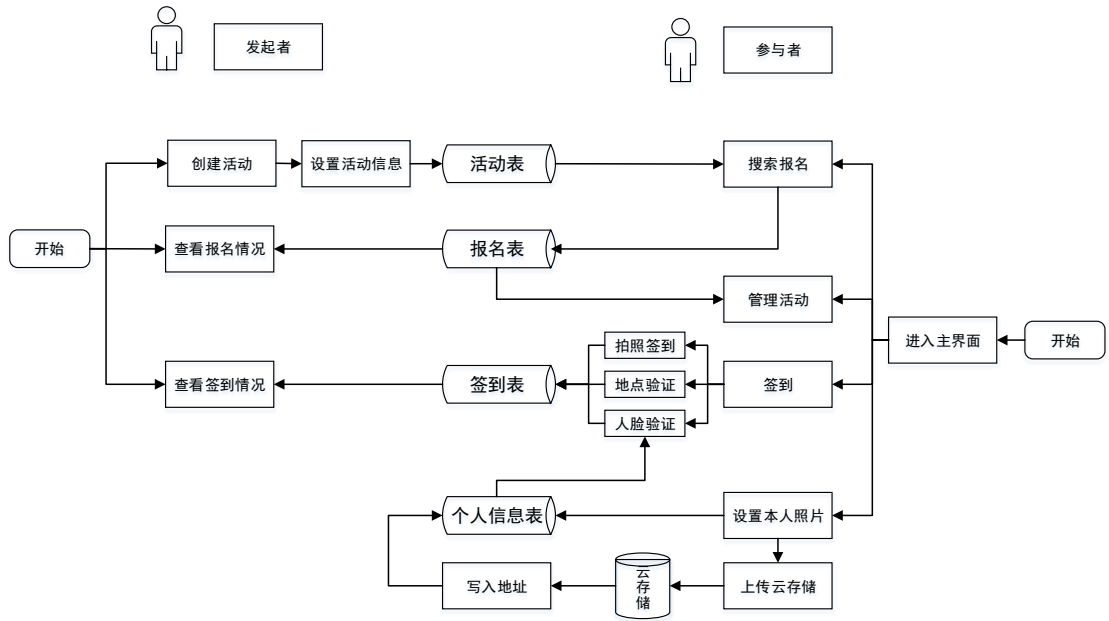 发起者
参与者
创建活动
设置活动信息
活动表
搜索报名
开始
查看报名情况
报名表
管理活动
进入主界面
开始
拍照签到
查看签到情况
签到表
地点验证
签到
人脸验证
个人信息表
设置本人照片
写入地址
云
存
储
上传云存储